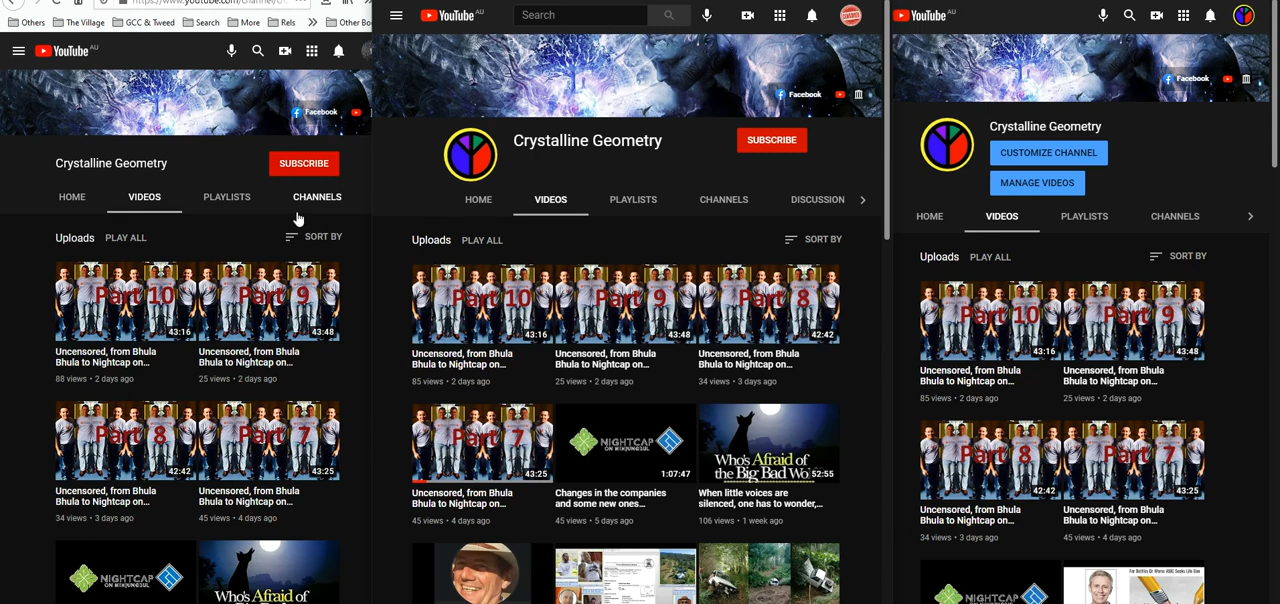 Others The Village GCC & Tweed Search More Rels Other Bo
YouTube AU
Facebook
Crystalline Geometry
SUBSCRIBE
HOME VIDEOS PLAYLISTS CHANNELS
Uploads PLAY ALL SORT BY
Part 10 Part 9
43:16 43:48
Uncensored, from Bhula Uncensored, from Bhula
Bhula to Nightcap on... Bhula to Nightcap on...
88 views • 2 days ago 25 views • 2 days ago
Part 8 Part 7
42:42 43:25
Uncensored, from Bhula Uncensored, from Bhula
Bhula to Nightcap on... Bhula to Nightcap on...
34 views • 3 days ago 45 views • 4 days ago
NIGHTCAP
ON MINJUNGBUL
Who's Afraid of
YouTube AU Search
CENSORED
Facebook
Crystalline Geometry SUBSCRIBE
HOME VIDEOS PLAYLISTS CHANNELS DISCUSSION
Uploads PLAY ALL SORT BY
Part 10 Part 9 Part 8
43:16 43:48 42:42
Uncensored, from Bhula Uncensored, from Bhula Uncensored, from Bhula
Bhula to Nightcap on... Bhula to Nightcap on... Bhula to Nightcap on...
85 views • 2 days ago 25 views • 2 days ago 34 views • 3 days ago
Part 7
43:25
NIGHTCAP
ON MINJUNGBUL
1:07:47
Who's Afraid of
the Big Bad Wo
52:55
Uncensored, from Bhula Changes in the companies When little voices are
Bhula to Nightcap on... and some new ones... silenced, one has to wonder,...
45 views • 4 days ago 45 views • 5 days ago 106 views • 1 week ago
YouTube AU
Facebook
Crystalline Geometry
CUSTOMIZE CHANNEL
MANAGE VIDEOS
HOME VIDEOS PLAYLISTS CHANNELS
Uploads PLAY ALL SORT BY
Part 10 Part 9
43:16 43:48
Uncensored, from Bhula Uncensored, from Bhula
Bhula to Nightcap on... Bhula to Nightcap on...
85 views • 2 days ago 25 views • 2 days ago
Part 8 Part 7
42:42 43:25
Uncensored, from Bhula Uncensored, from Bhula
Bhula to Nightcap on... Bhula to Nightcap on...
34 views • 3 days ago 45 views • 4 days ago
NIGHTCAP